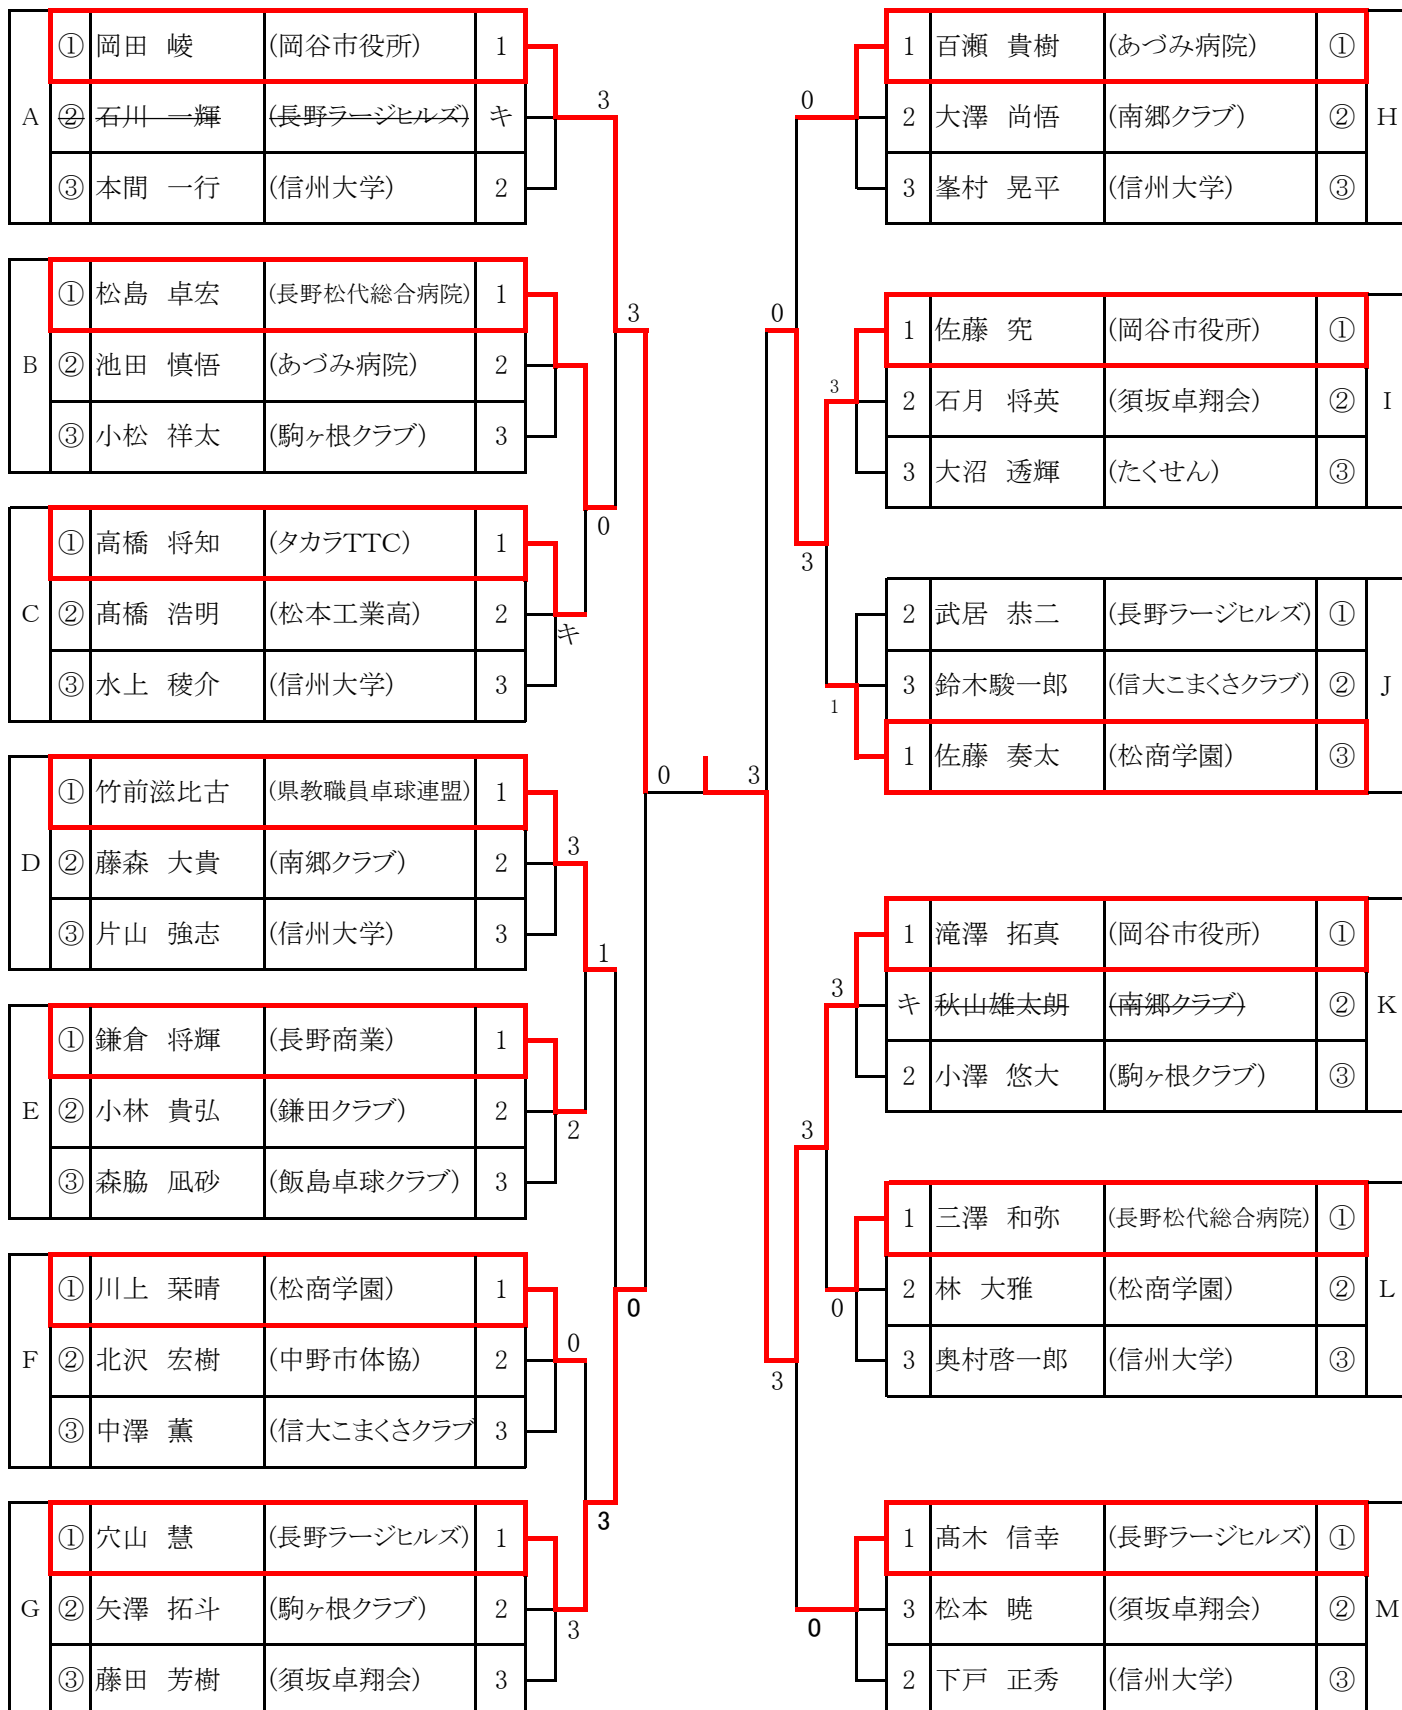 A
① 岡田 崚 (岡谷市役所) 1
② 石川 一輝 (長野ラージヒルズ) キ
③ 本間 一行 (信州大学) 2
3
B
① 松島 卓宏 (長野松代総合病院) 1
② 池田 慎悟 (あづみ病院) 2
③ 小松 祥太 (駒ヶ根クラブ) 3
3
0
C
① 高橋 将知 (タカラTTC) 1
② 髙橋 浩明 (松本工業高) 2
③ 水上 稜介 (信州大学) 3
キ
D
① 竹前滋比古 (県教職員卓球連盟) 1
② 藤森 大貴 (南郷クラブ) 2
③ 片山 強志 (信州大学) 3
3
1
E
① 鎌倉 将輝 (長野商業) 1
② 小林 貴弘 (鎌田クラブ) 2
③ 森脇 凪砂 (飯島卓球クラブ) 3
2
F
① 川上 栞晴 (松商学園) 1
② 北沢 宏樹 (中野市体協) 2
③ 中澤 薫 (信大こまくさクラブ 3
0
0
G
① 穴山 慧 (長野ラージヒルズ) 1
② 矢澤 拓斗 (駒ヶ根クラブ) 2
③ 藤田 芳樹 (須坂卓翔会) 3
3
3
0 3
H
1 百瀬 貴樹 (あづみ病院) ①
2 大澤 尚悟 (南郷クラブ) ②
3 峯村 晃平 (信州大学) ③
0
0
I
1 佐藤 究 (岡谷市役所) ①
2 石月 将英 (須坂卓翔会) ②
3 大沼 透輝 (たくせん) ③
3
3
J
2 武居 恭二 (長野ラージヒルズ) ①
3 鈴木駿一郎 (信大こまくさクラブ) ②
1 佐藤 奏太 (松商学園) ③
1
K
1 滝澤 拓真 (岡谷市役所) ①
キ 秋山雄太朗 (南郷クラブ) ②
2 小澤 悠大 (駒ヶ根クラブ) ③
3
3
L
1 三澤 和弥 (長野松代総合病院) ①
2 林 大雅 (松商学園) ②
3 奥村啓一郎 (信州大学) ③
0
3
M
1 髙木 信幸 (長野ラージヒルズ) ①
3 松本 暁 (須坂卓翔会) ②
2 下戸 正秀 (信州大学) ③
0